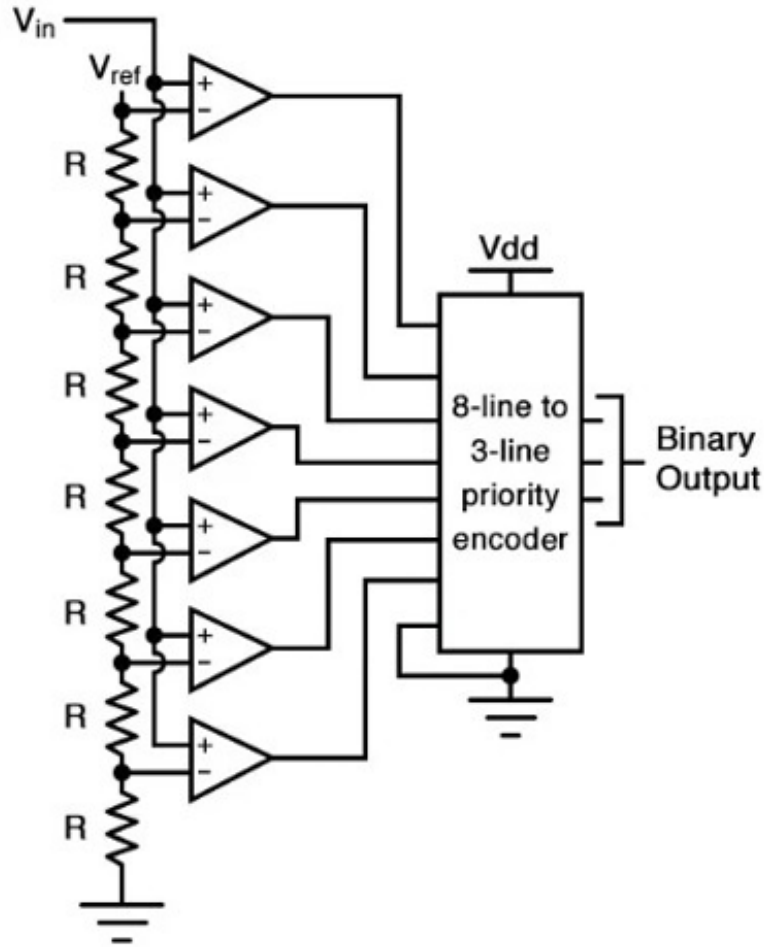 Vin
Vref
R
R
R
R
R
R
R
+
−
+
−
+
−
+
−
+
−
+
−
+
−
Vdd
8-line to
3-line
priority
encoder
Binary
Output